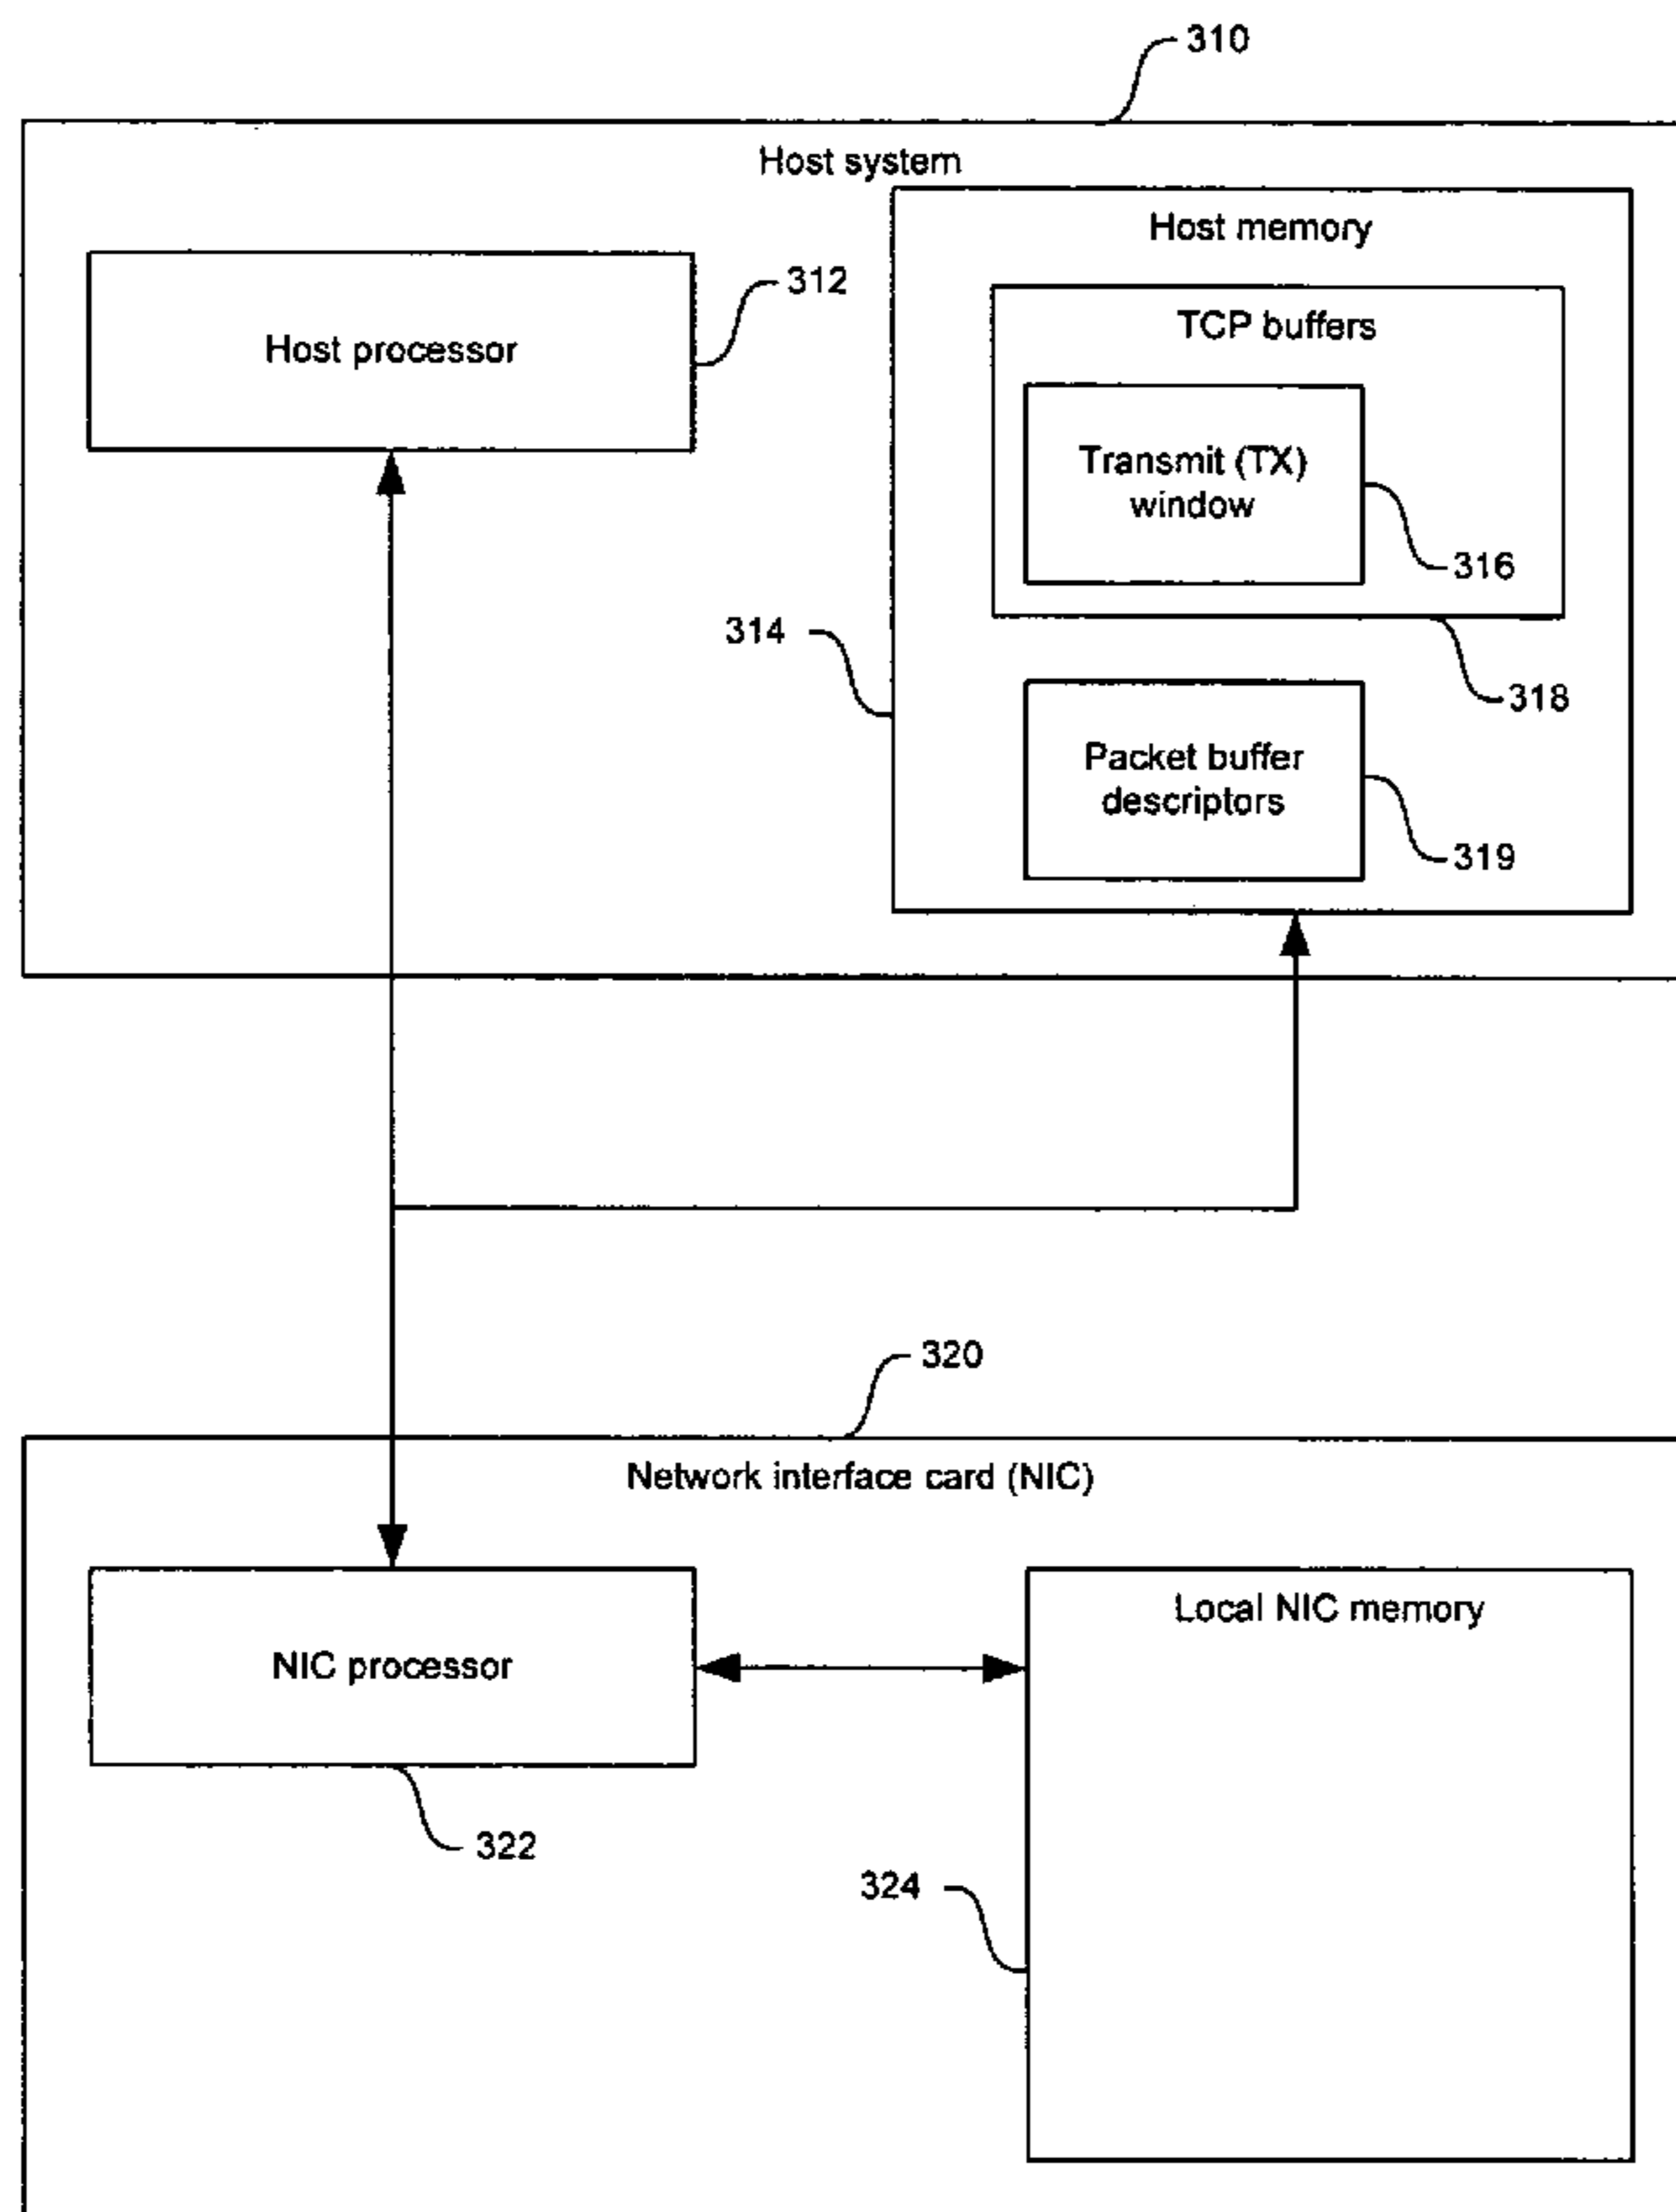 310
Host system
Host memory
312
Host processor
TCP buffers
Transmit (TX)
window
316
314
318
Packet buffer
descriptors
319
320
Network interface card (NIC)
Local NIC memory
NIC processor
322
324